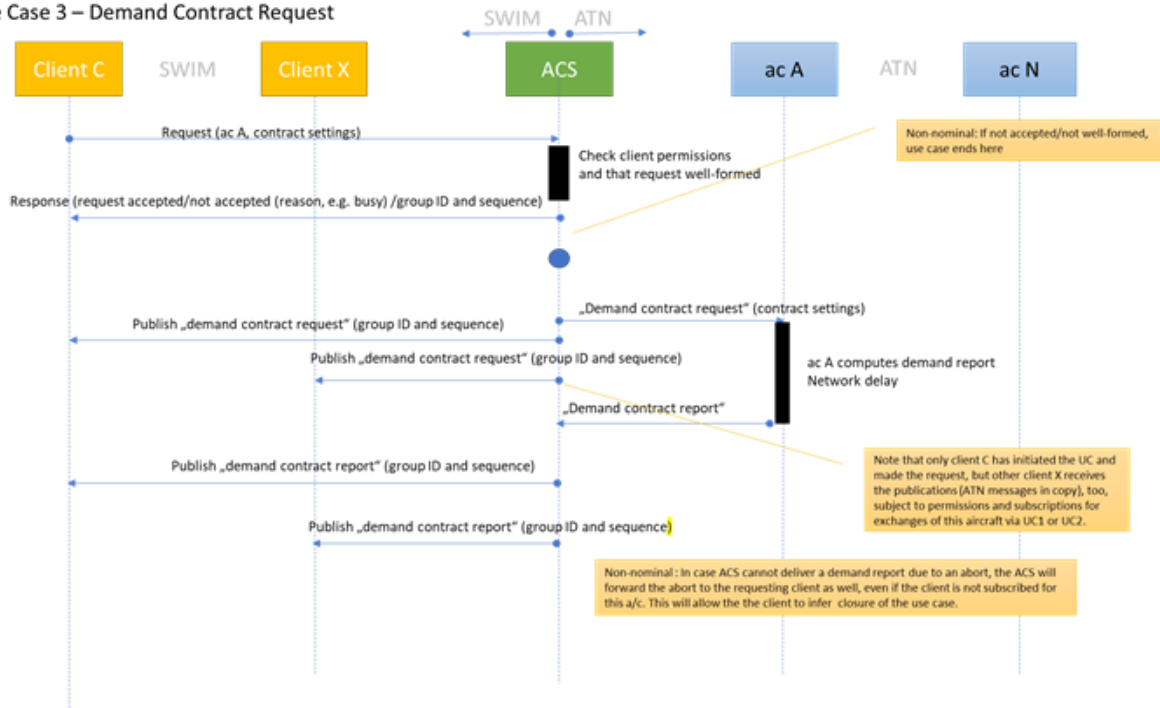 e Case 3 – Demand Contract Request
SWIM
ATN
Client C
SWIM
Client X
ACS
ac A
ATN
ac N
Request (ac A, contract settings)
Non-nominal: If not accepted/not well-formed,
use case ends here
Check client permissions
and that request well-formed
Response (request accepted/not accepted (reason, e.g. busy) /group ID and sequence)
„Demand contract request“ (contract settings)
Publish „demand contract request“ (group ID and sequence)
Publish „demand contract request“ (group ID and sequence)
ac A computes demand report
Network delay
„Demand contract report“
Publish „demand contract report“ (group ID and sequence)
Note that only client C has initiated the UC and
made the request, but other client X receives
the publications (ATN messages in copy), too,
subject to permissions and subscriptions for
exchanges of this aircraft via UC1 or UC2.
Publish „demand contract report“ (group ID and sequence)
Non-nominal : In case ACS cannot deliver a demand report due to an abort, the ACS will
forward the abort to the requesting client as well, even if the client is not subscribed for
this a/c. This will allow the the client to infer closure of the use case.